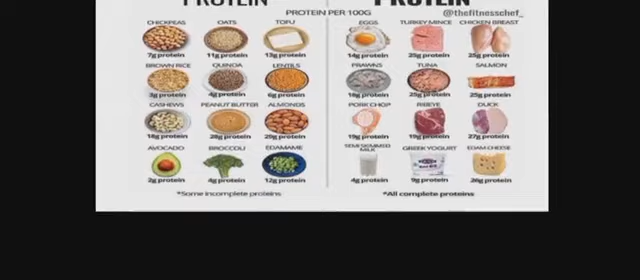 PROTEIN PROTEIN
PROTEIN PER 100G @thefitnesschef_
CHICKPEAS OATS TOFU EGGS TURKEY MINCE CHICKEN BREAST
7g protein 11g protein 13g protein 14g protein 25g protein 25g protein
BROWN RICE QUINOA LENTILS PRAWNS TUNA SALMON
3g protein 4g protein 6g protein 25g protein 25g protein
CASHEWS PEANUT BUTTER ALMONDS PORK CHOP RIBEYE DUCK
18g protein 28g protein 25g protein 19g protein 19g protein 27g protein
AVOCADO BROCCOLI EDAMAME SEMI SKIMMED MILK GREEK YOGURT EDAM CHEESE
2g protein 4g protein 12g protein 4g protein 9g protein 26g protein
*Some incomplete proteins *All complete proteins